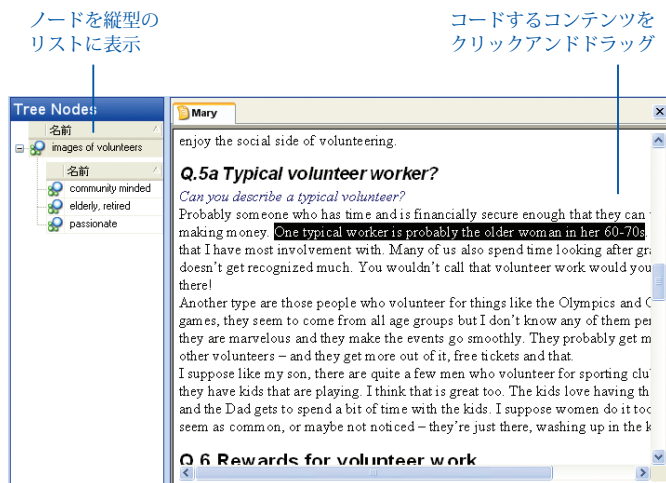 ノードを縦型の
リストに表示
コードするコンテンツを
クリックアンドドラッグ
Tree Nodes
名前
images of volunteers
名前
community minded
elderly, retired
passionate
Mary
enjoy the social side of volunteering.
Q.5a Typical volunteer worker?
Can you describe a typical volunteer?
Probably someone who has time and is financially secure enough that they can
making money. One typical worker is probably the older woman in her 60-70s
that I have most involvement with. Many of us also spend time looking after
doesn't get recognized much. You wouldn't call that volunteer work would you
there!
Another type are those people who volunteer for things like the Olympics and
games, they seem to come from all age groups but I don't know any of them
they are marvelous and they make the events go smoothly. They probably get
other volunteers – and they get more out of it, free tickets and that.
I suppose like my son, there are quite a few men who volunteer for sporting
they have kids that are playing. I think that is great too. The kids love having
and the Dad gets to spend a bit of time with the kids. I suppose women do it
seem as common, or maybe not noticed – they're just there, washing up in the
Q.6 Rewards for volunteer work